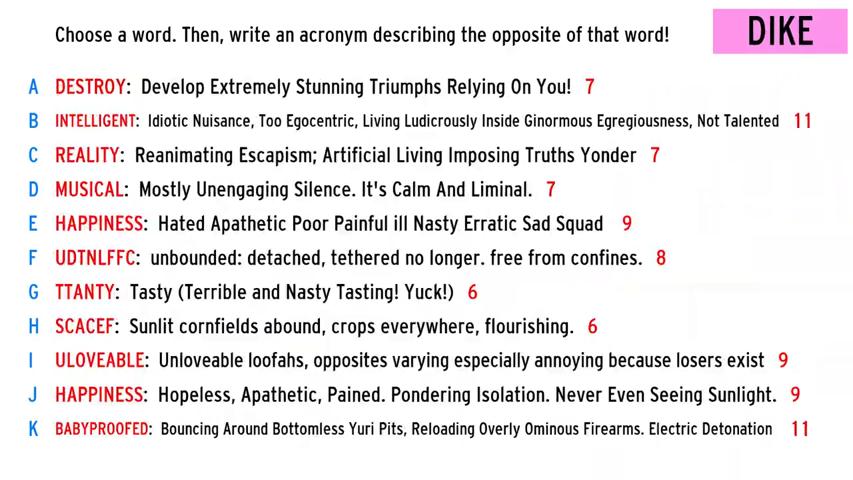 Choose a word. Then, write an acronym describing the opposite of that word!
DIKE
A DESTROY: Develop Extremely Stunning Triumphs Relying On You! 7
B INTELLIGENT: Idiotic Nuisance, Too Egocentric, Living Ludicrously Inside Ginormous Egregiousness, Not Talented 11
C REALITY: Reanimating Escapism; Artificial Living Imposing Truths Yonder 7
D MUSICAL: Mostly Unengaging Silence. It's Calm And Liminal. 7
E HAPPINESS: Hated Apathetic Poor Painful ill Nasty Erratic Sad Squad 9
F UDTNLFFC: unbounded: detached, tethered no longer. free from confines. 8
G TTANTY: Tasty (Terrible and Nasty Tasting! Yuck!) 6
H SCACEF: Sunlit cornfields abound, crops everywhere, flourishing. 6
I ULOVEABLE: Unloveable loofahs, opposites varying especially annoying because losers exist 9
J HAPPINESS: Hopeless, Apathetic, Pained. Pondering Isolation. Never Even Seeing Sunlight. 9
K BABYPROOFED: Bouncing Around Bottomless Yuri Pits, Reloading Overly Ominous Firearms. Electric Detonation 11